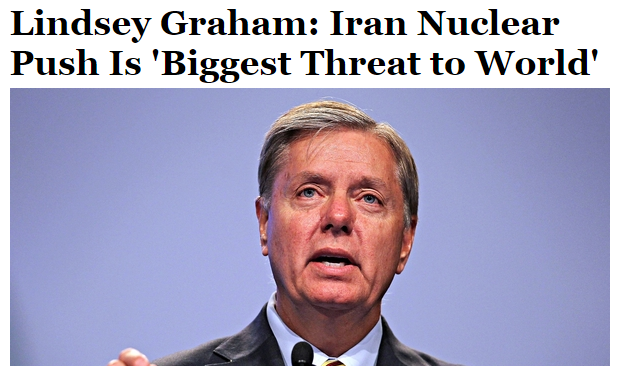 Lindsey Graham: Iran Nuclear
Push Is 'Biggest Threat to World'